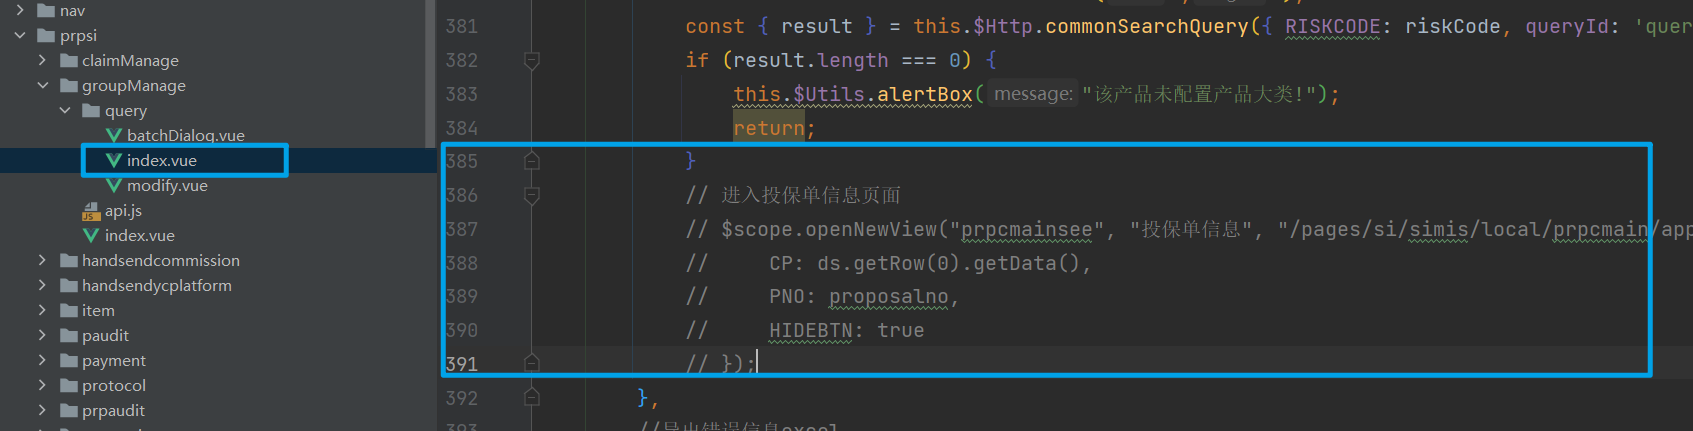 nav
prpsi
claimManage
groupManage
query
batchDialog.vue
index.vue
modify.vue
api.js
index.vue
handsendcommission
handsendycplatform
item
paudit
payment
protocol
prpaudit
381 const { result } = this.$Http.commonSearchQuery({ RISKCODE: riskCode, queryId: 'quer
382 if (result.length === 0) {
383 this.$Utils.alertBox( message: "该产品未配置产品大类!");
384 return;
385 }
386 // 进入投保单信息页面
387 // $scope.openNewView("prpcmainsee", "投保单信息", "/pages/si/simis/local/prpcmain/app
388 // CP: ds.getRow(0).getData(),
389 // PNO: proposalno,
390 // HIDEBTN: true
391 // });
392 },
393 //导出错误信息excel